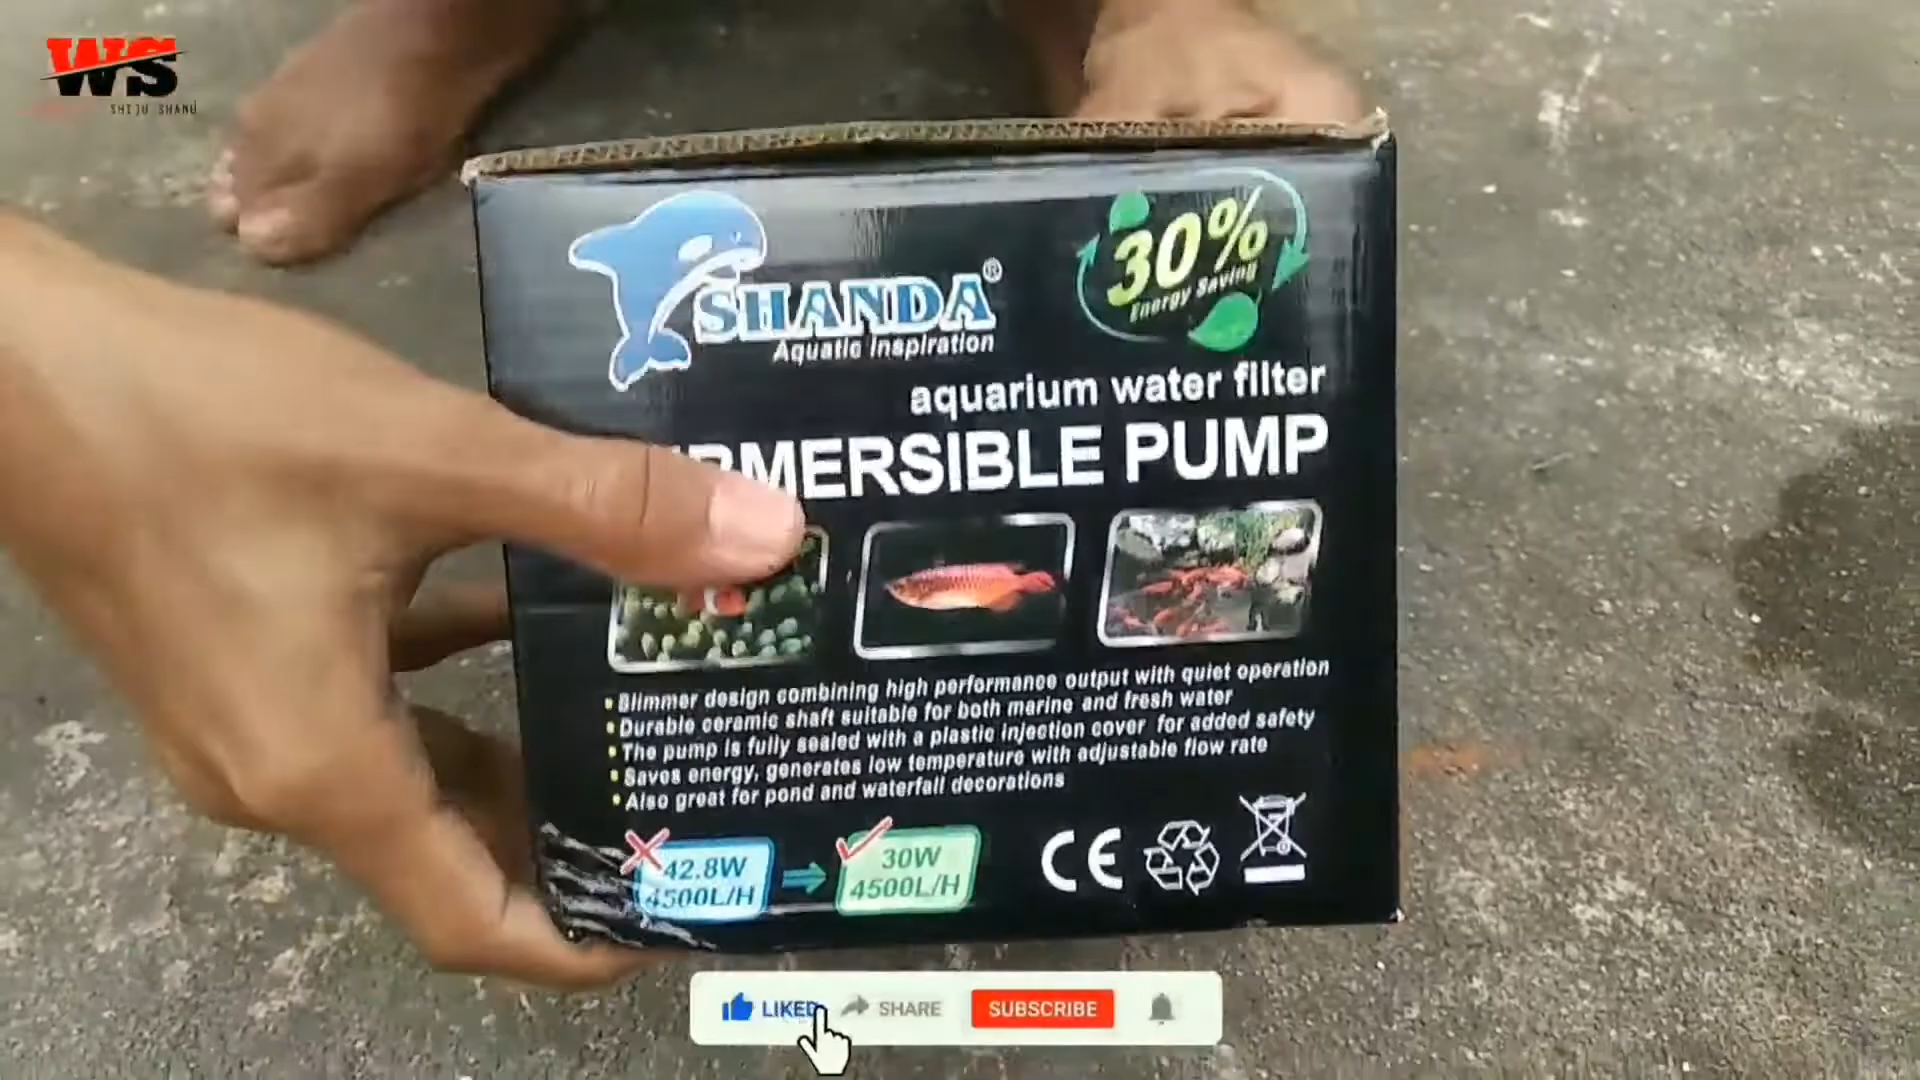 WS
SHIJU SHANU
SHANDA®
Aquatic Inspiration
30%
Energy Saving
aquarium water filter
MERSIBLE PUMP
• Slimmer design combining high performance output with quiet operation
• Durable ceramic shaft suitable for both marine and fresh water
• The pump is fully sealed with a plastic injection cover for added safety
• Saves energy, generates low temperature with adjustable flow rate
• Also great for pond and waterfall decorations
42.8W
4500L/H
30W
4500L/H
CE
LIKED
SHARE
SUBSCRIBE